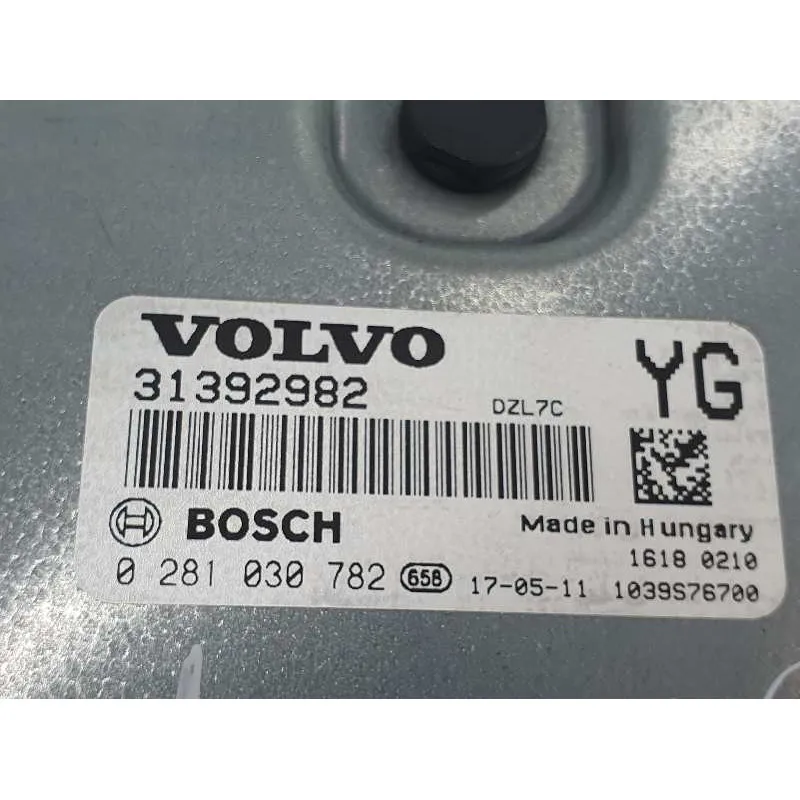 VOLVO
31392982
DZL7C
YG
BOSCH
Made in Hungary
1618 0210
0 281 030 782 658 17-05-11 1039S76700